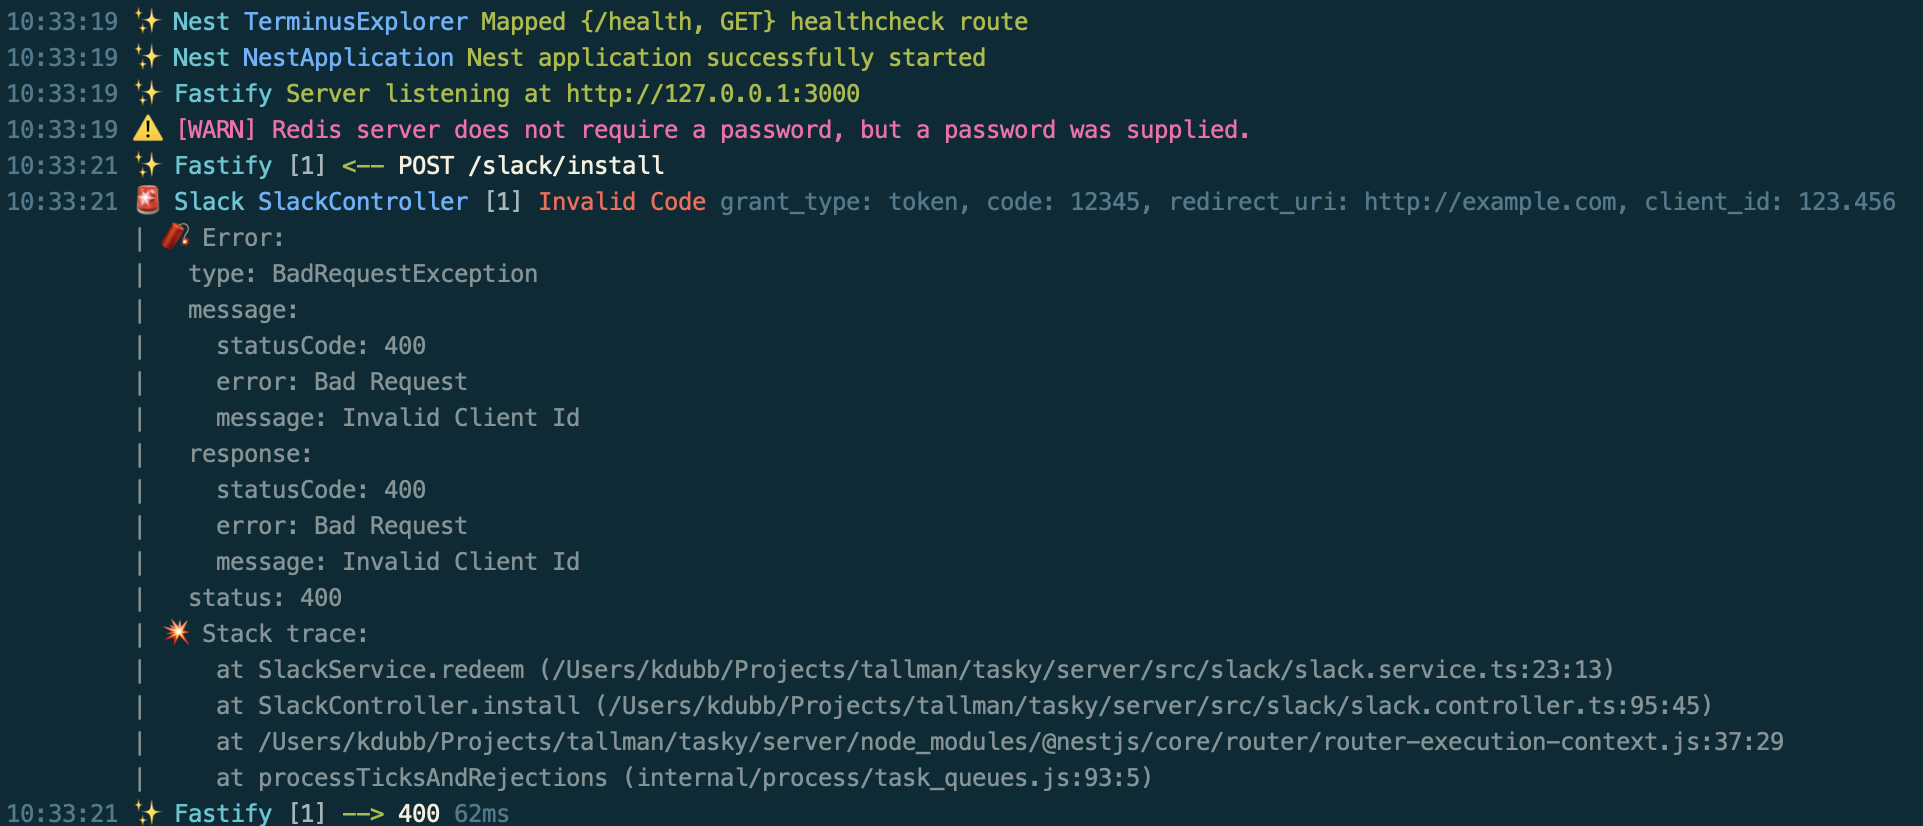 10:33:19 ✨ Nest TerminusExplorer Mapped {/health, GET} healthcheck route
10:33:19 ✨ Nest NestApplication Nest application successfully started
10:33:19 ✨ Fastify Server listening at http://127.0.0.1:3000
10:33:19 ⚠️ [WARN] Redis server does not require a password, but a password was supplied.
10:33:21 ✨ Fastify [1] <-- POST /slack/install
10:33:21 🚨 Slack SlackController [1] Invalid Code grant_type: token, code: 12345, redirect_uri: http://example.com, client_id: 123.456
| 🧨 Error:
| type: BadRequestException
| message:
| statusCode: 400
| error: Bad Request
| message: Invalid Client Id
| response:
| statusCode: 400
| error: Bad Request
| message: Invalid Client Id
| status: 400
| 💥 Stack trace:
| at SlackService.redeem (/Users/kdubb/Projects/tallman/tasky/server/src/slack/slack.service.ts:23:13)
| at SlackController.install (/Users/kdubb/Projects/tallman/tasky/server/src/slack/slack.controller.ts:95:45)
| at /Users/kdubb/Projects/tallman/tasky/server/node_modules/@nestjs/core/router/router-execution-context.js:37:29
| at processTicksAndRejections (internal/process/task_queues.js:93:5)
10:33:21 ✨ Fastify [1] --> 400 62ms